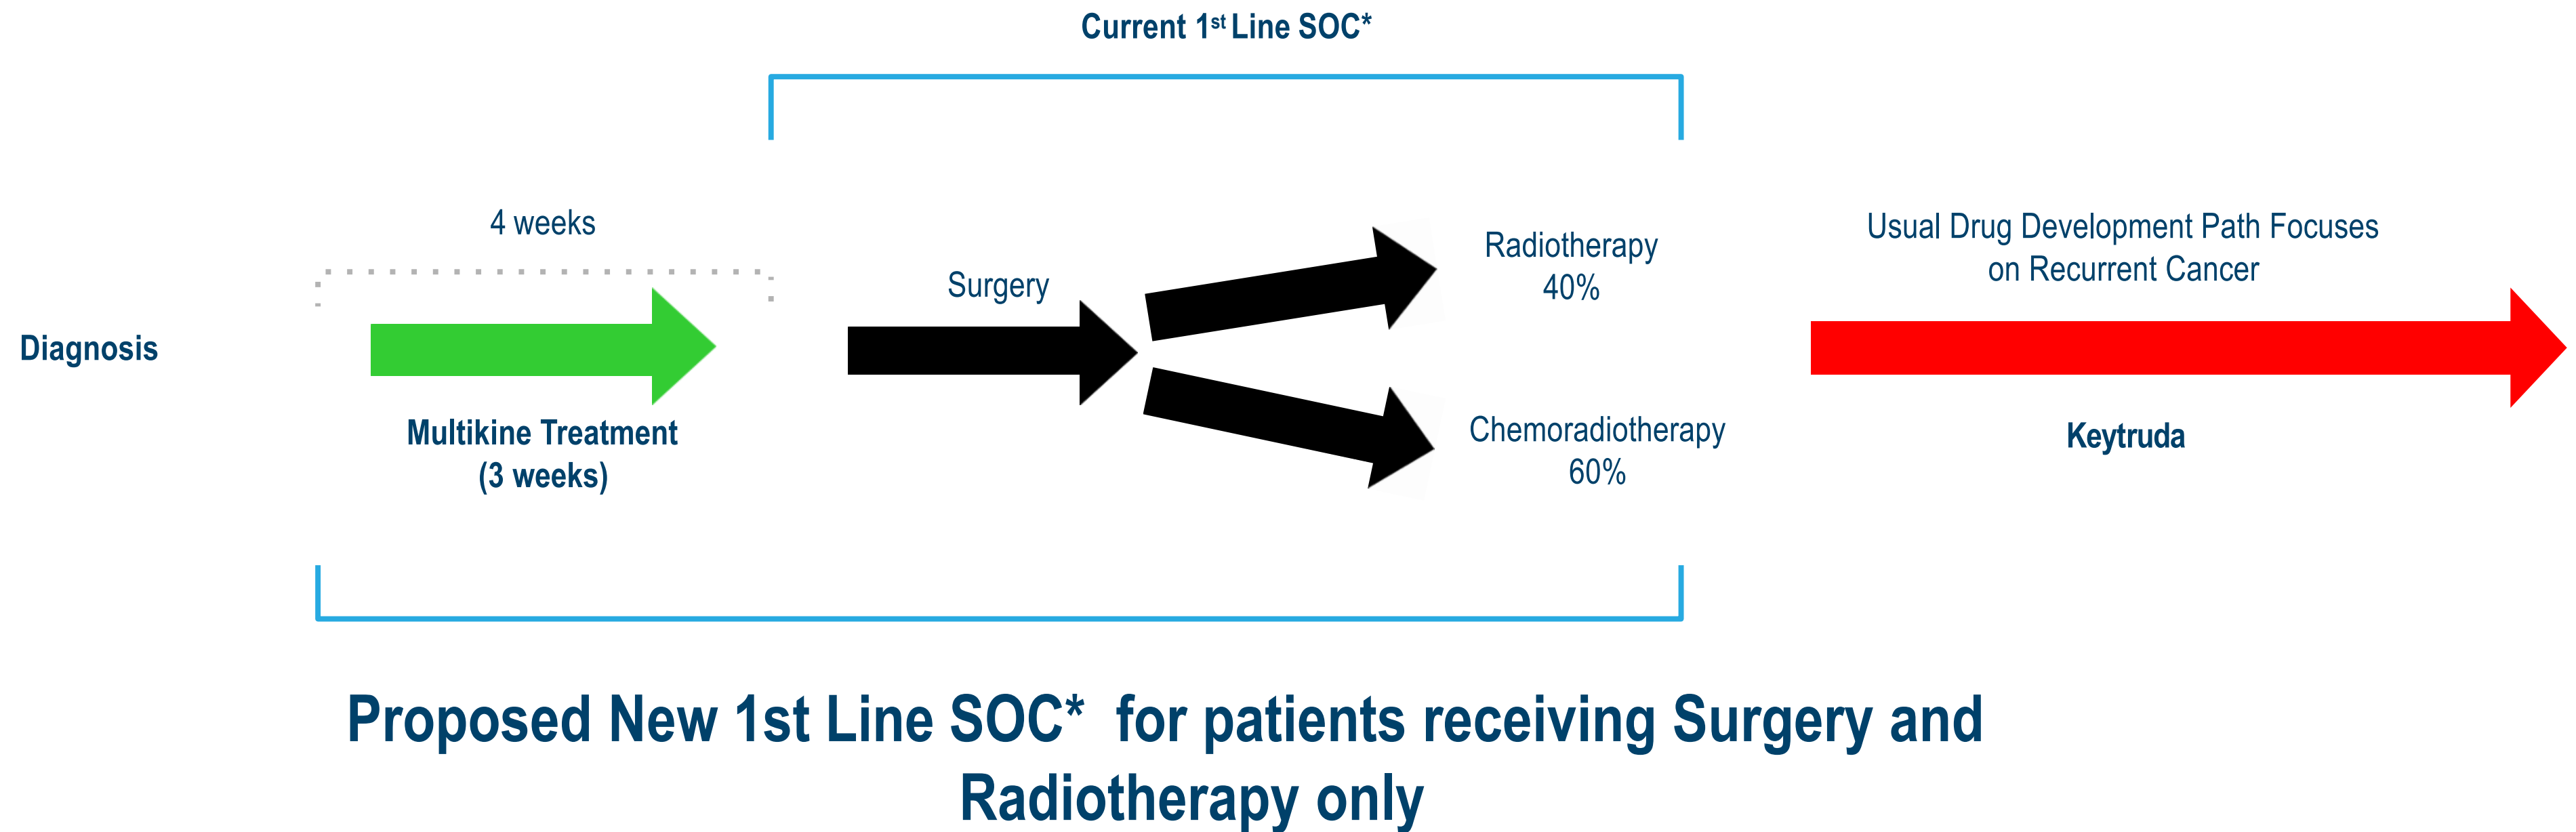 Current 1st Line SOC*
4 weeks
Surgery
Radiotherapy
40%
Usual Drug Development Path Focuses
on Recurrent Cancer
Diagnosis
Multikine Treatment
(3 weeks)
Chemoradiotherapy
60%
Keytruda
Proposed New 1st Line SOC*  for patients receiving Surgery and
Radiotherapy only